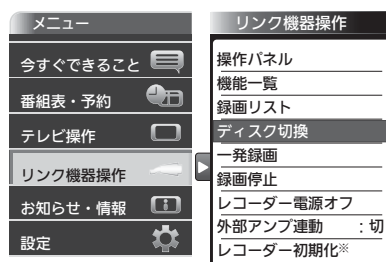 メニュー
今すぐできること
番組表・予約
テレビ操作
リンク機器操作
お知らせ・情報
設定
リンク機器操作
操作パネル
機能一覧
録画リスト
ディスク切換
一発録画
録画停止
レコーダー電源オフ
外部アンプ連動 :切
レコーダー初期化※